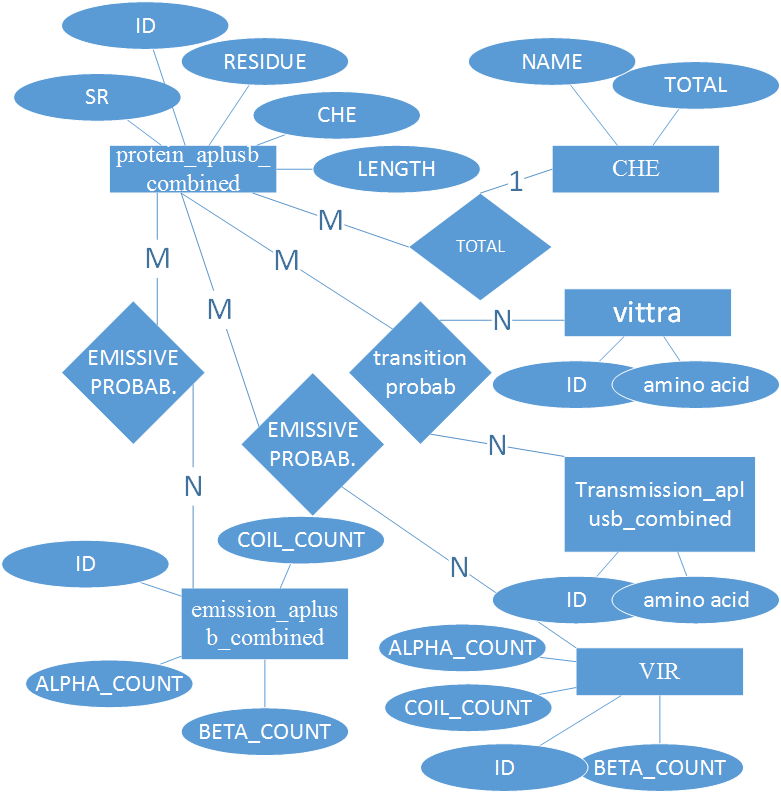 ID
NAME
RESIDUE
TOTAL
SR
CHE
protein_aplusb_
combined
LENGTH
CHE
1
M
TOTAL
M
M
M
N
vittra
EMISSIVE
PROBAB.
transition
probab
ID
amino acid
EMISSIVE
PROBAB.
N
N
Transmission_apl
usb_combined
COIL_COUNT
ID
N
ID
amino acid
emission_aplus
b_combined
ALPHA_COUNT
VIR
ALPHA_COUNT
COIL_COUNT
BETA_COUNT
ID
BETA_COUNT